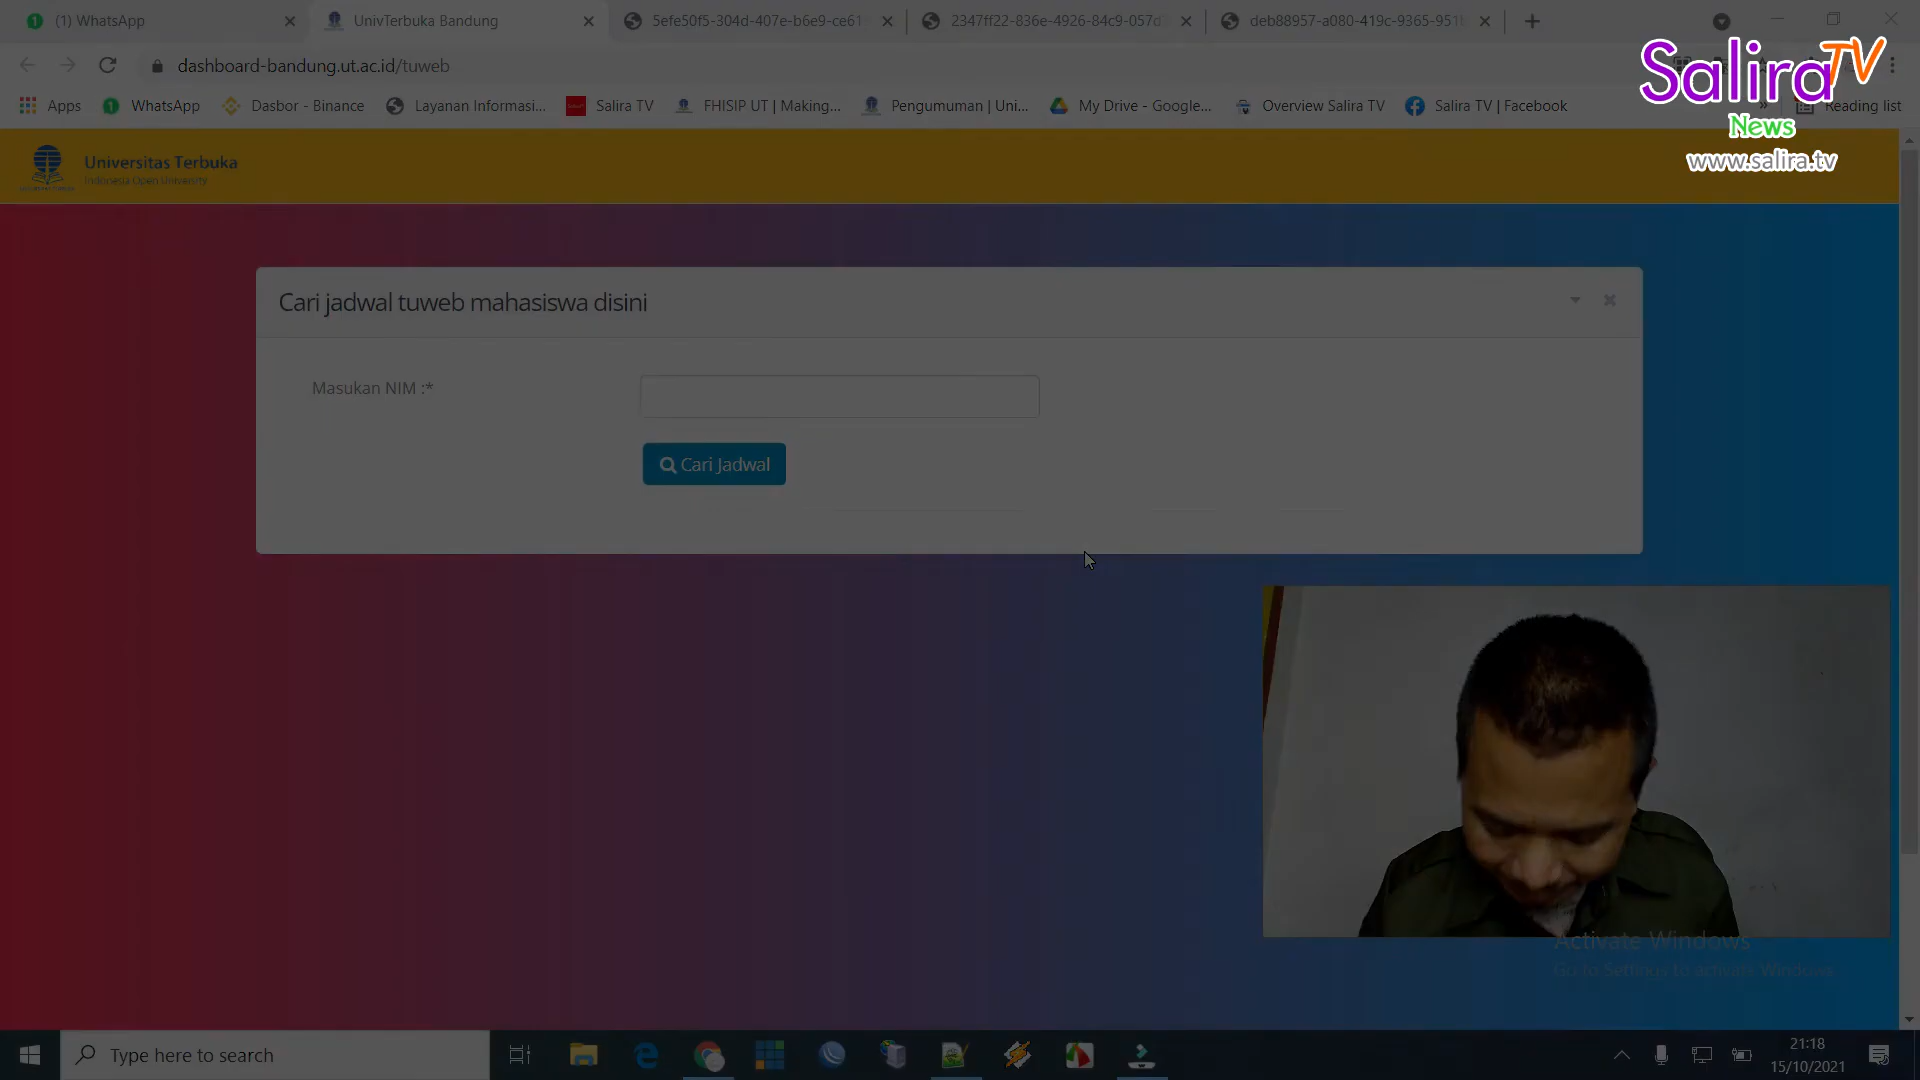 (1) WhatsApp
UnivTerbuka Bandung
5efe50f5-304d-407e-b6e9-ce61
2347ff22-836e-4926-84c9-057d
deb88957-a080-419c-9365-951b
dashboard-bandung.ut.ac.id/tuweb
Apps
WhatsApp
Dasbor - Binance
Layanan Informasi...
Salira TV
FHISIP UT | Making...
Pengumuman | Uni...
My Drive - Google...
Overview Salira TV
Salira TV | Facebook
Reading list
Salira TV
News
www.salira.tv
Universitas Terbuka
Indonesia Open University
Cari jadwal tuweb mahasiswa disini
Masukan NIM :*
Cari Jadwal
Activate Windows
Go to Settings to activate Windows.
Type here to search
21:18
15/10/2021